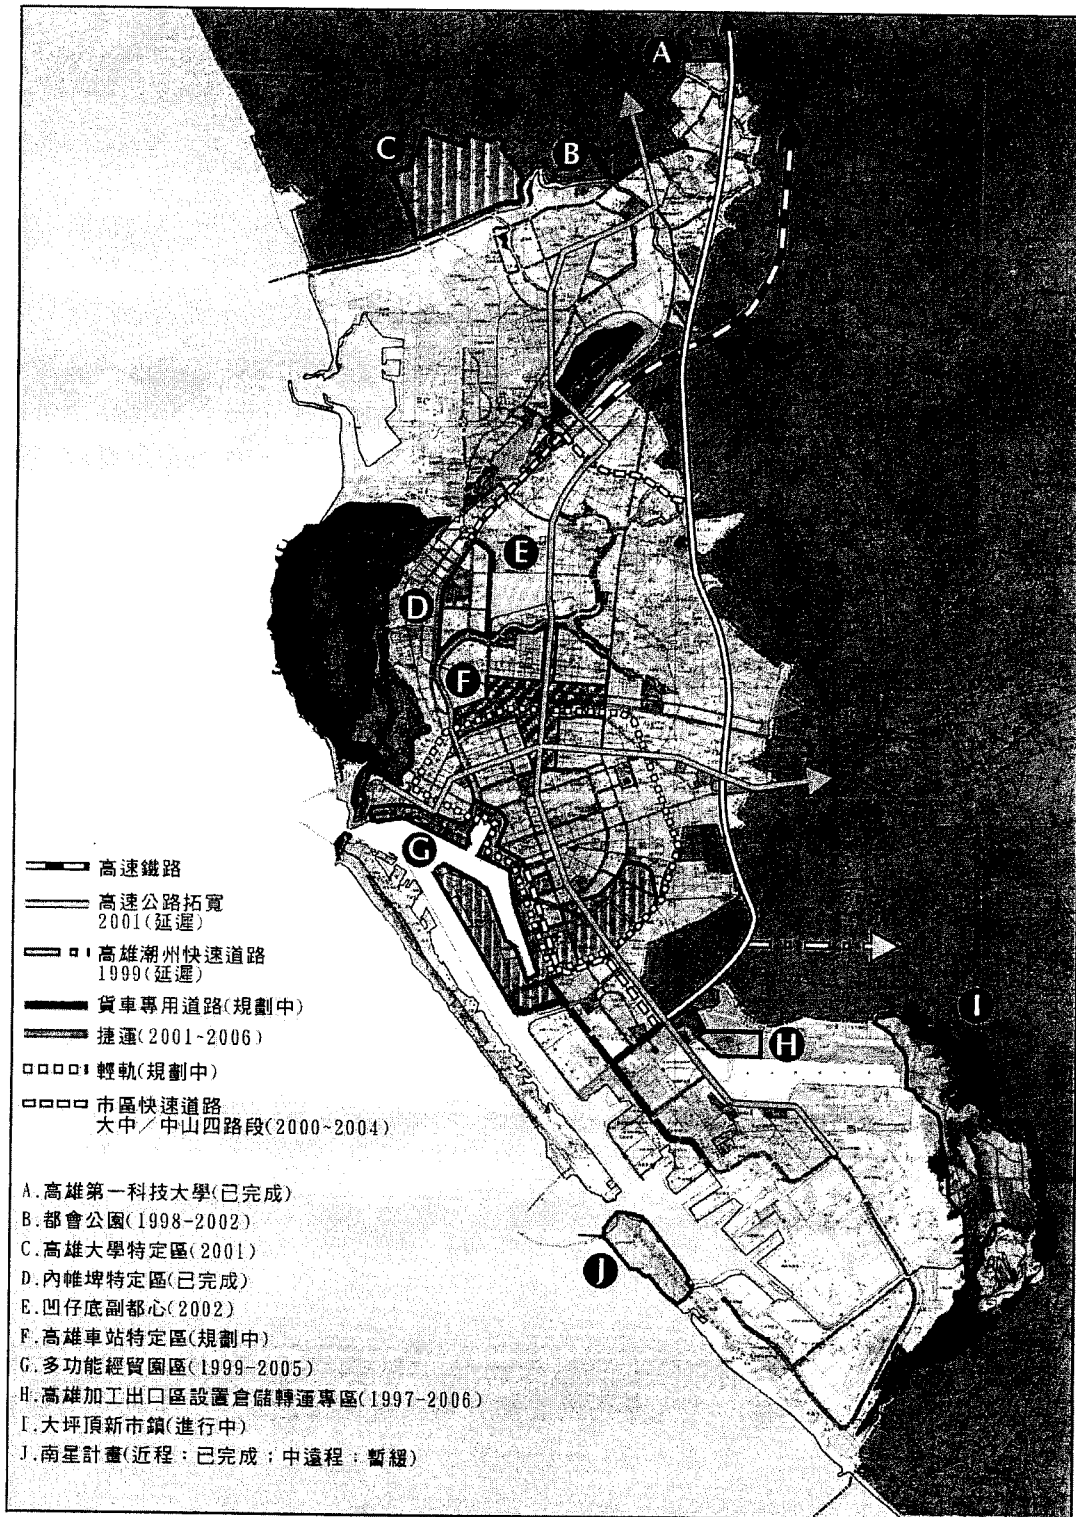 A
C
B
E
D
F
G
高速鐵路
高速公路拓寬
2001(延遲)
高雄潮州快速道路
1999(延遲)
貨車專用道路(規劃中)
捷運(2001~2006)
輕軌(規劃中)
市區快速道路
大中／中山四路段(2000~2004)
I
H
J
A.高雄第一科技大學(已完成)
B.都會公園(1998-2002)
C.高雄大學特定區(2001)
D.內帷埤特定區(已完成)
E.凹仔底副都心(2002)
F.高雄車站特定區(規劃中)
G.多功能經貿園區(1999-2005)
H.高雄加工出口區設置倉儲轉運專區(1997-2006)
I.大坪頂新市鎮(進行中)
J.南星計畫(近程：已完成；中遠程：暫緩)